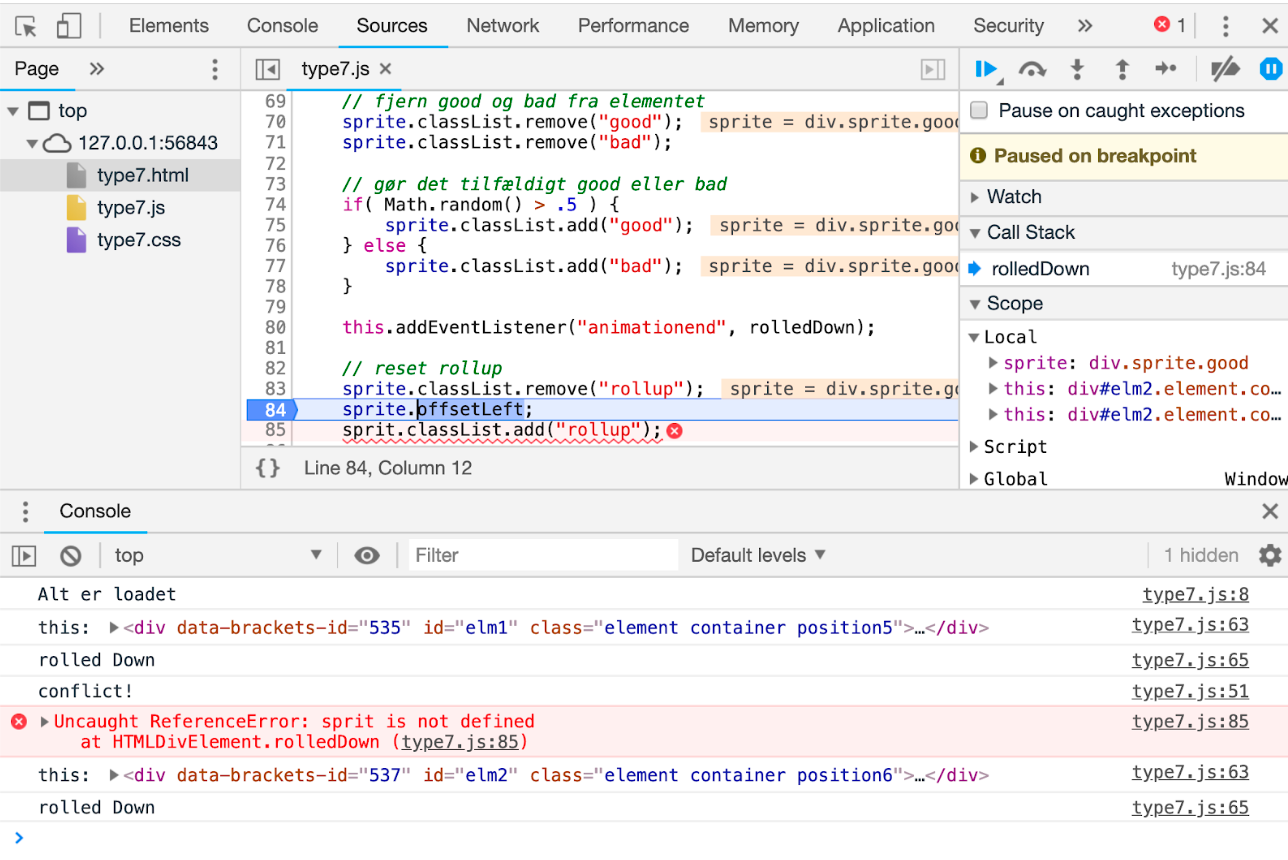 Elements Console Sources Network Performance Memory Application Security » 1
Page »
type7.js ×
top
127.0.0.1:56843
type7.html
type7.js
type7.css
69 // fjern good og bad fra elementet
70 sprite.classList.remove("good"); sprite = div.sprite.good
71 sprite.classList.remove("bad");
72
73 // gør det tilfældigt good eller bad
74 if( Math.random() > .5 ) {
75 sprite.classList.add("good"); sprite = div.sprite.goo
76 } else {
77 sprite.classList.add("bad"); sprite = div.sprite.good
78 }
79
80 this.addEventListener("animationend", rolledDown);
81
82 // reset rollup
83 sprite.classList.remove("rollup"); sprite = div.sprite.go
84 sprite.offsetLeft;
85 sprit.classList.add("rollup");
{} Line 84, Column 12
Pause on caught exceptions
Paused on breakpoint
Watch
Call Stack
rolledDown type7.js:84
Scope
Local
sprite: div.sprite.good
this: div#elm2.element.co…
this: div#elm2.element.co…
Script
Global Window
Console
top Filter Default levels 1 hidden
Alt er loadet type7.js:8
this: <div data-brackets-id="535" id="elm1" class="element container position5">…</div> type7.js:63
rolled Down type7.js:65
conflict! type7.js:51
Uncaught ReferenceError: sprit is not defined type7.js:85
at HTMLDivElement.rolledDown (type7.js:85)
this: <div data-brackets-id="537" id="elm2" class="element container position6">…</div> type7.js:63
rolled Down type7.js:65